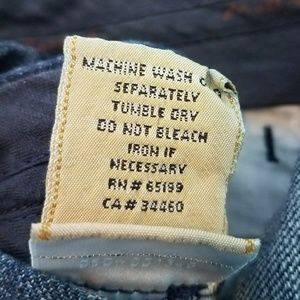 MACHINE WASH
SEPARATELY
TUMBLE DRY
DO NOT BLEACH
IRON IF
NECESSARY
RN# 65199
CA# 34460